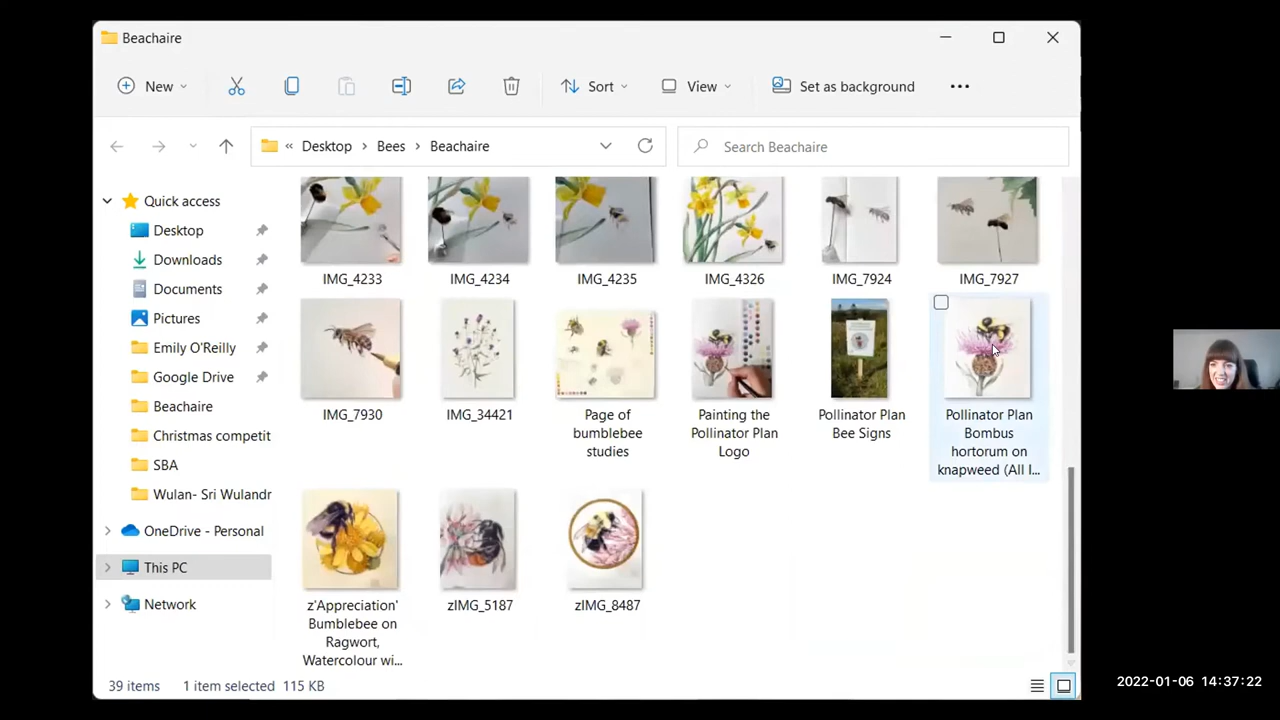 Beachaire
New
Sort
View
Set as background
Desktop
Bees
Beachaire
Search Beachaire
Quick access
Desktop
Downloads
Documents
Pictures
Emily O'Reilly
Google Drive
Beachaire
Christmas competit
SBA
Wulan- Sri Wulandr
OneDrive - Personal
This PC
Network
IMG_4233
IMG_4234
IMG_4235
IMG_4326
IMG_7924
IMG_7927
IMG_7930
IMG_34421
Page of
bumblebee
studies
Painting the
Pollinator Plan
Logo
Pollinator Plan
Bee Signs
Pollinator Plan
Bombus
hortorum on
knapweed (All I...
z'Appreciation'
Bumblebee on
Ragwort,
Watercolour wi...
zIMG_5187
zIMG_8487
39 items 1 item selected 115 KB
2022-01-06 14:37:22